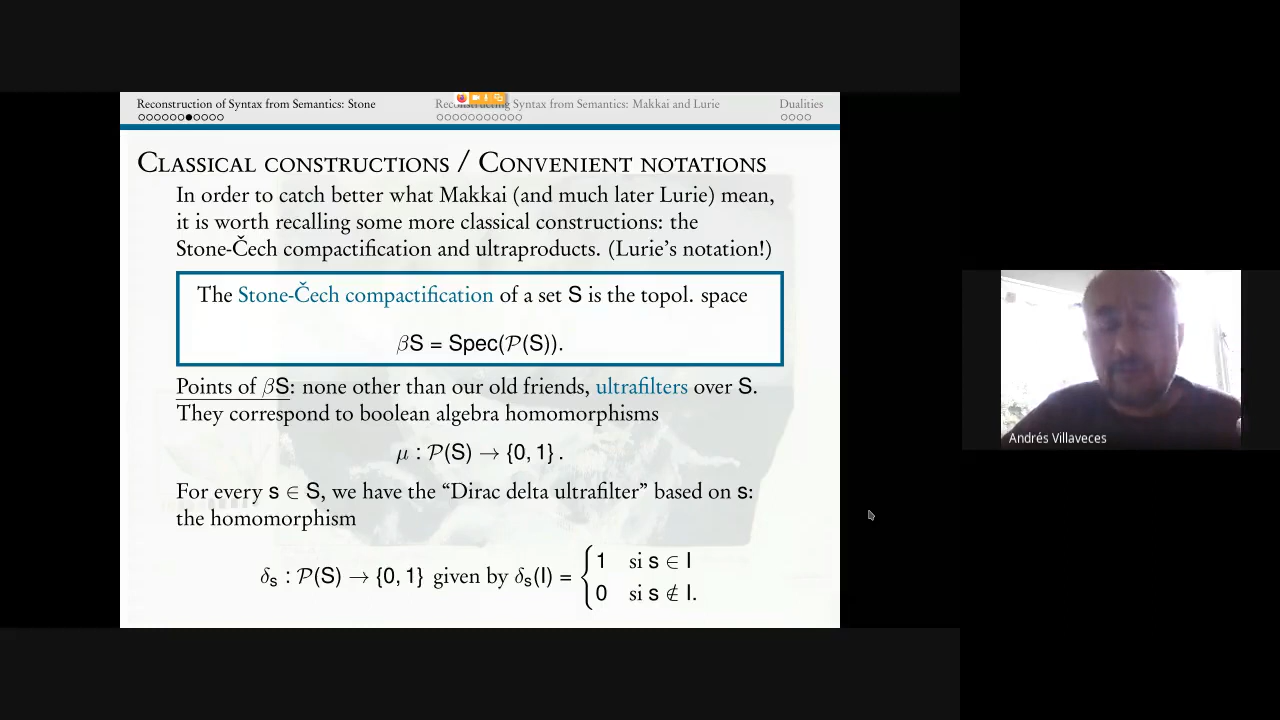 Reconstruction of Syntax from Semantics: Stone
Reconstructing Syntax from Semantics: Makkai and Lurie
Dualities
CLASSICAL CONSTRUCTIONS / CONVENIENT NOTATIONS
In order to catch better what Makkai (and much later Lurie) mean,
it is worth recalling some more classical constructions: the
Stone-Čech compactification and ultraproducts. (Lurie's notation!)
The Stone-Čech compactification of a set S is the topol. space
βS = Spec(𝒫(S)).
Points of βS: none other than our old friends, ultrafilters over S.
They correspond to boolean algebra homomorphisms
μ : 𝒫(S) → {0, 1} .
For every s ∈ S, we have the “Dirac delta ultrafilter” based on s:
the homomorphism
δₛ : 𝒫(S) → {0, 1} given by δₛ(I) = { 1 si s ∈ I
0 si s ∉ I.
Andrés Villaveces